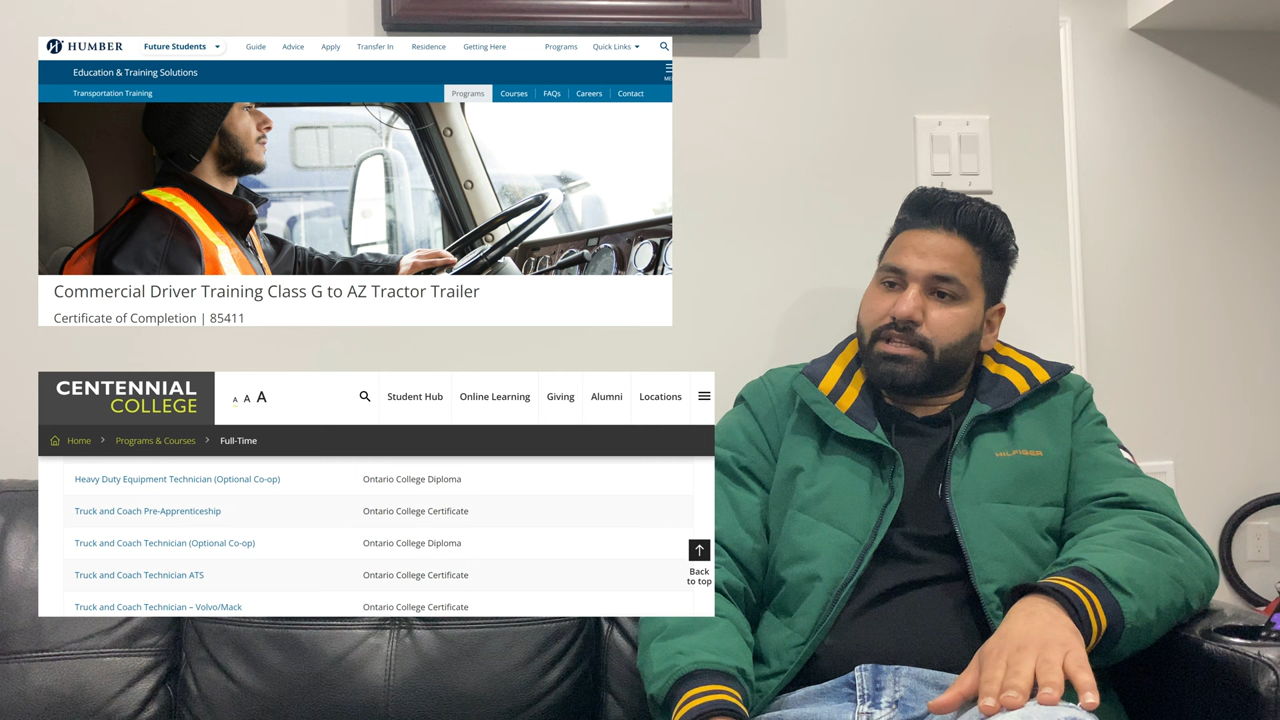 HUMBER Future Students Guide Advice Apply Transfer In Residence Getting Here Programs Quick Links
Education & Training Solutions
Transportation Training Programs Courses FAQs Careers Contact
Commercial Driver Training Class G to AZ Tractor Trailer
Certificate of Completion | 85411
CENTENNIAL
COLLEGE
A A A Student Hub Online Learning Giving Alumni Locations
Home > Programs & Courses > Full-Time
Heavy Duty Equipment Technician (Optional Co-op) Ontario College Diploma
Truck and Coach Pre-Apprenticeship Ontario College Certificate
Truck and Coach Technician (Optional Co-op) Ontario College Diploma
Truck and Coach Technician ATS Ontario College Certificate
Truck and Coach Technician – Volvo/Mack Ontario College Certificate
Back
to top
HILFIGER